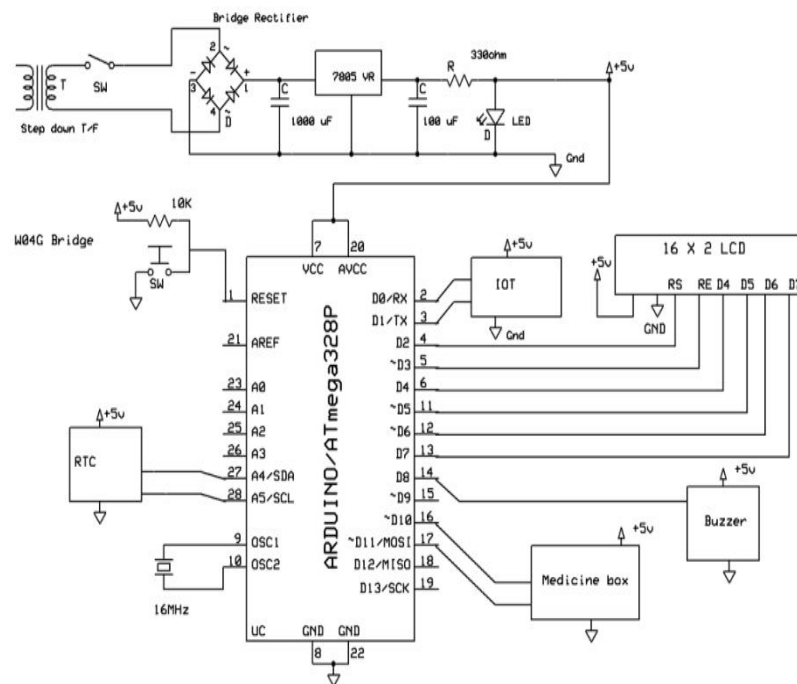 Bridge Rectifier
2
~
-
+
3
1
4
~
D
T
SW
Step down T/F
C
1000 uF
7805 VR
C
100 uF
R
330ohm
D
LED
+5v
Gnd
+5v
10K
W04G Bridge
SW
7
20
VCC
AVCC
ARDUINO/ATmega328P
1
RESET
21
AREF
23
A0
24
A1
25
A2
26
A3
27
A4/SDA
28
A5/SCL
9
OSC1
10
OSC2
16MHz
+5v
RTC
D0/RX
2
D1/TX
3
D2
4
~D3
5
D4
6
~D5
11
~D6
12
D7
13
D8
14
~D9
15
~D10
16
~D11/MOSI
17
D12/MISO
18
D13/SCK
19
UC
GND
GND
8
22
+5v
IOT
Gnd
16 X 2 LCD
+5v
RS
RE
D4
D5
D6
GND
+5v
Buzzer
+5v
Medicine box